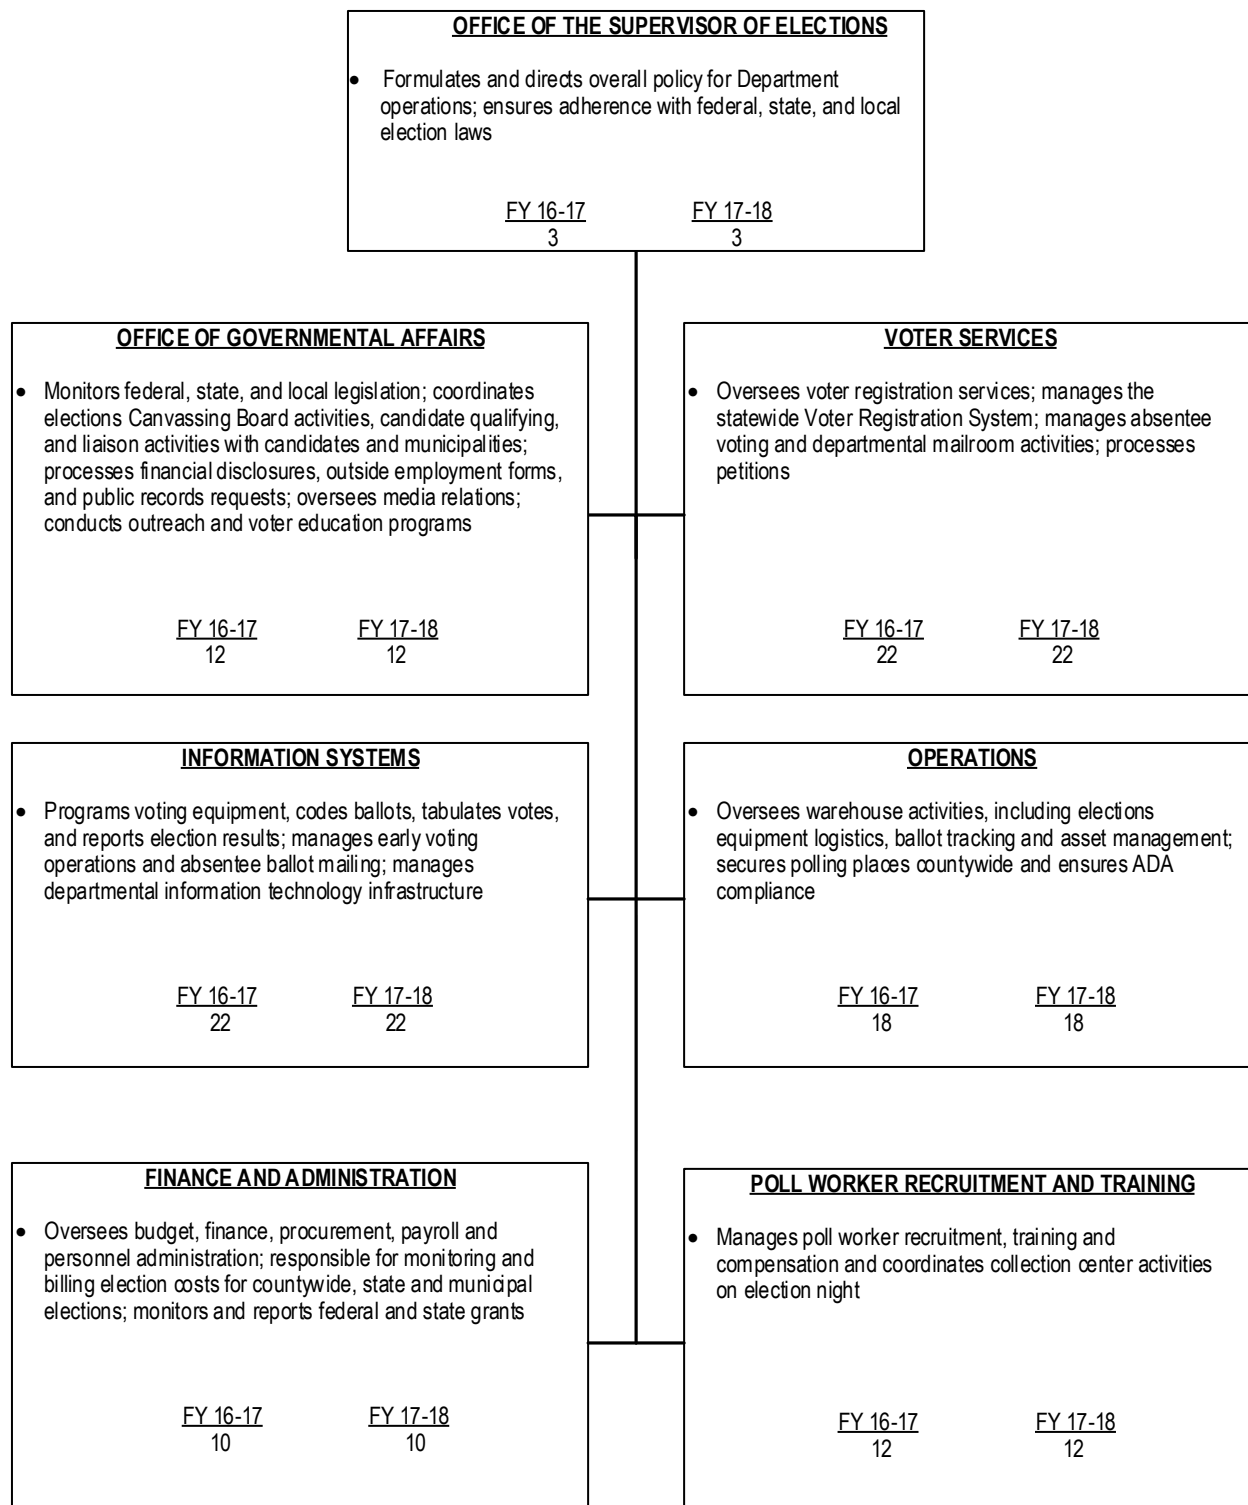 OFFICE OF THE SUPERVISOR OF ELECTIONS
• Formulates and directs overall policy for Department
operations; ensures adherence with federal, state, and local
election laws
FY 16-17 FY 17-18
3 3
OFFICE OF GOVERNMENTAL AFFAIRS
• Monitors federal, state, and local legislation; coordinates
elections Canvassing Board activities, candidate qualifying,
and liaison activities with candidates and municipalities;
processes financial disclosures, outside employment forms,
and public records requests; oversees media relations;
conducts outreach and voter education programs
FY 16-17 FY 17-18
12 12
VOTER SERVICES
• Oversees voter registration services; manages the
statewide Voter Registration System; manages absentee
voting and departmental mailroom activities; processes
petitions
FY 16-17 FY 17-18
22 22
INFORMATION SYSTEMS
• Programs voting equipment, codes ballots, tabulates votes,
and reports election results; manages early voting
operations and absentee ballot mailing; manages
departmental information technology infrastructure
FY 16-17 FY 17-18
22 22
OPERATIONS
• Oversees warehouse activities, including elections
equipment logistics, ballot tracking and asset management;
secures polling places countywide and ensures ADA
compliance
FY 16-17 FY 17-18
18 18
FINANCE AND ADMINISTRATION
• Oversees budget, finance, procurement, payroll and
personnel administration; responsible for monitoring and
billing election costs for countywide, state and municipal
elections; monitors and reports federal and state grants
FY 16-17 FY 17-18
10 10
POLL WORKER RECRUITMENT AND TRAINING
• Manages poll worker recruitment, training and
compensation and coordinates collection center activities
on election night
FY 16-17 FY 17-18
12 12